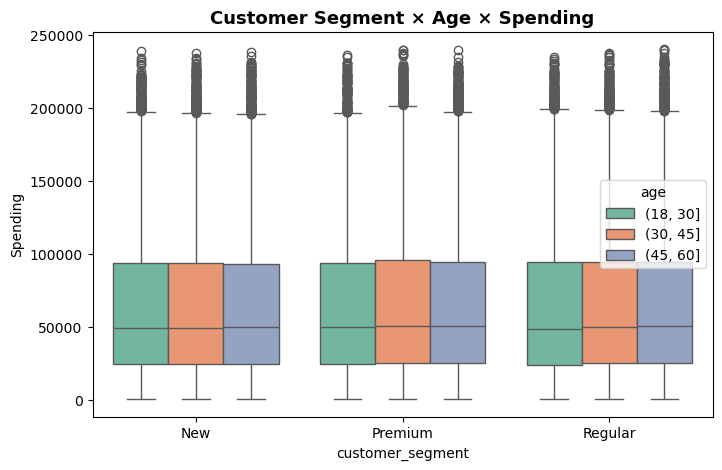 Customer Segment × Age × Spending
250000
200000
150000
100000
50000
0
Spending
age
(18, 30]
(30, 45]
(45, 60]
New Premium Regular
customer_segment